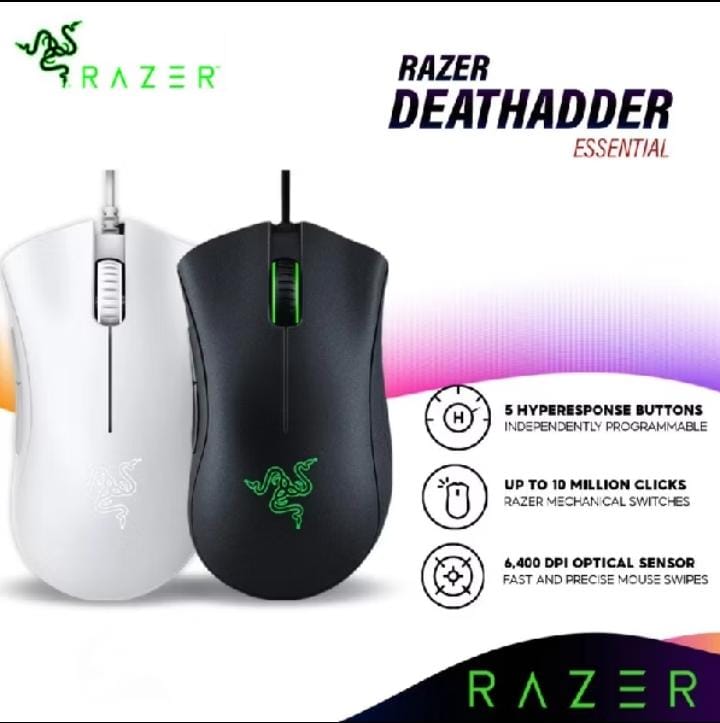 RAZER
RAZER
DEATHADDER
ESSENTIAL
H
5 HYPERESPONSE BUTTONS
INDEPENDENTLY PROGRAMMABLE
UP TO 10 MILLION CLICKS
RAZER MECHANICAL SWITCHES
6,400 DPI OPTICAL SENSOR
FAST AND PRECISE MOUSE SWIPES
RAZER